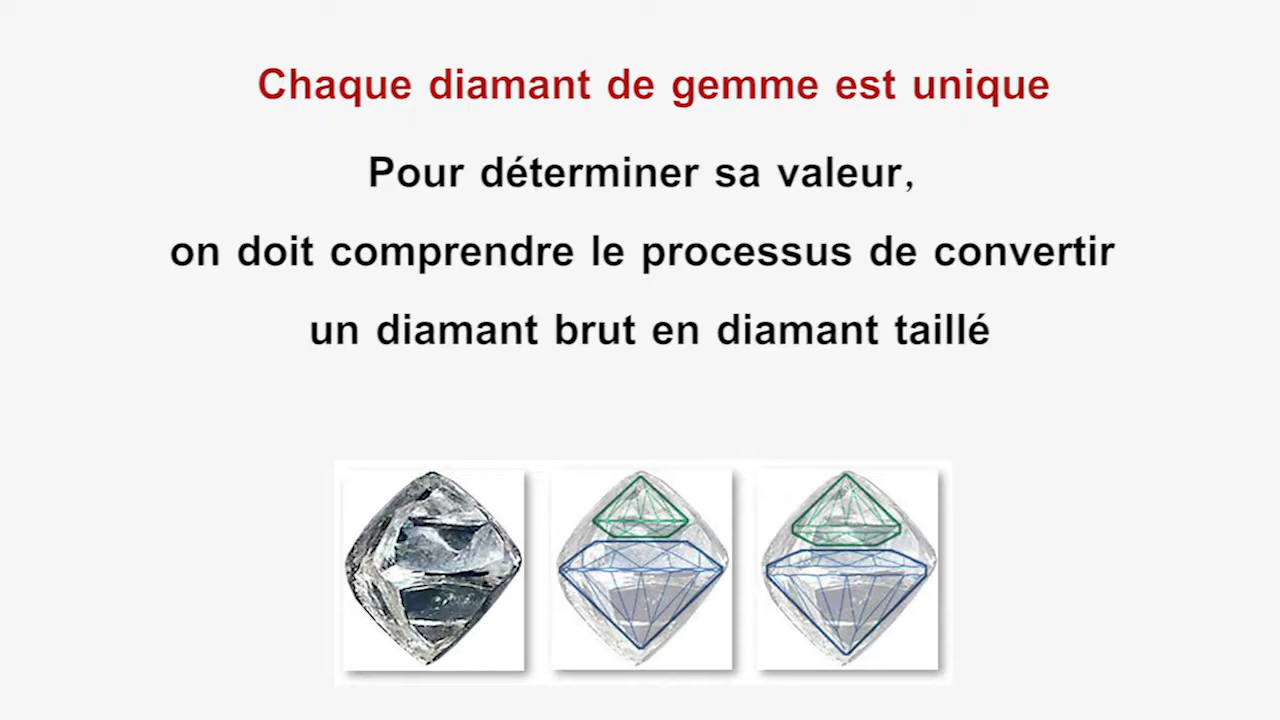 Chaque diamant de gemme est unique
Pour déterminer sa valeur,
on doit comprendre le processus de convertir
un diamant brut en diamant taillé